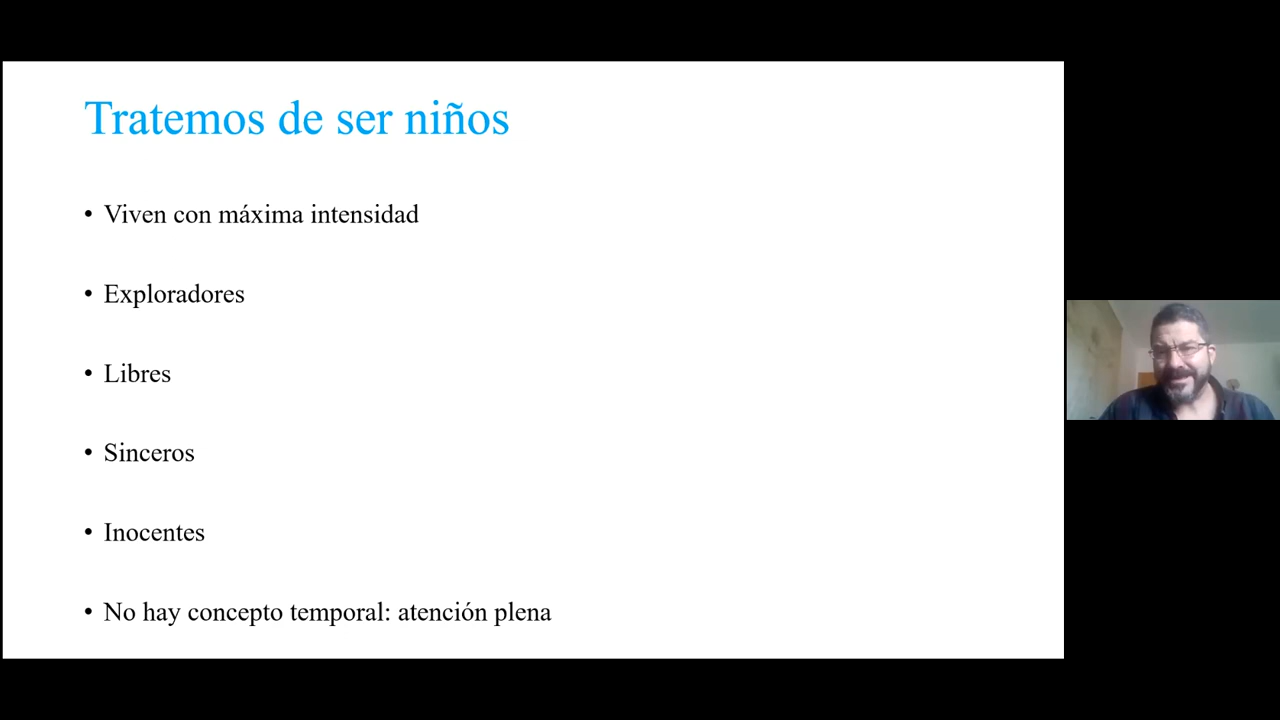 Tratemos de ser niños
• Viven con máxima intensidad
• Exploradores
• Libres
• Sinceros
• Inocentes
• No hay concepto temporal: atención plena